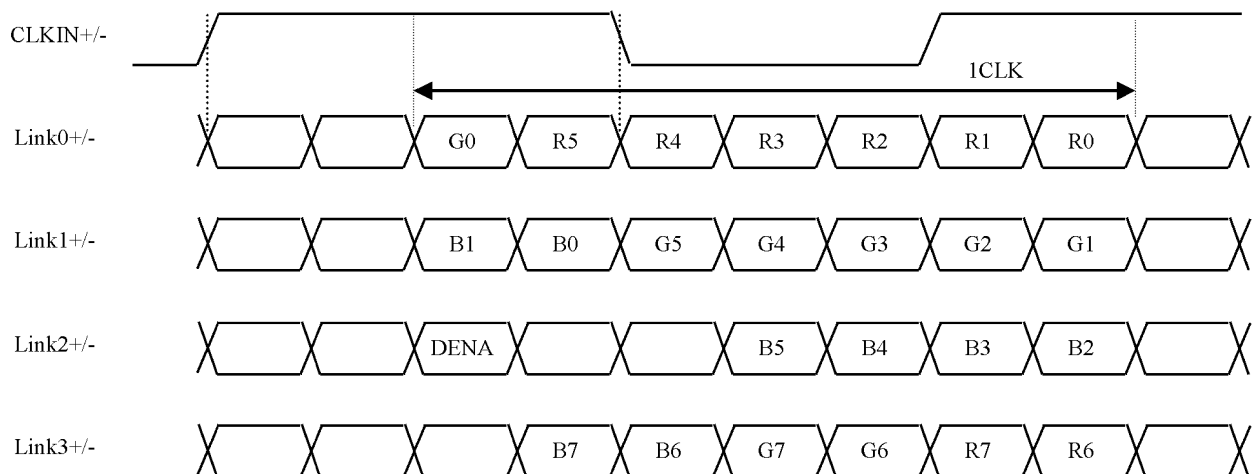 CLKIN+/-
1CLK
Link0+/- G0 R5 R4 R3 R2 R1 R0
Link1+/- B1 B0 G5 G4 G3 G2 G1
Link2+/- DENA B5 B4 B3 B2
Link3+/- B7 B6 G7 G6 R7 R6